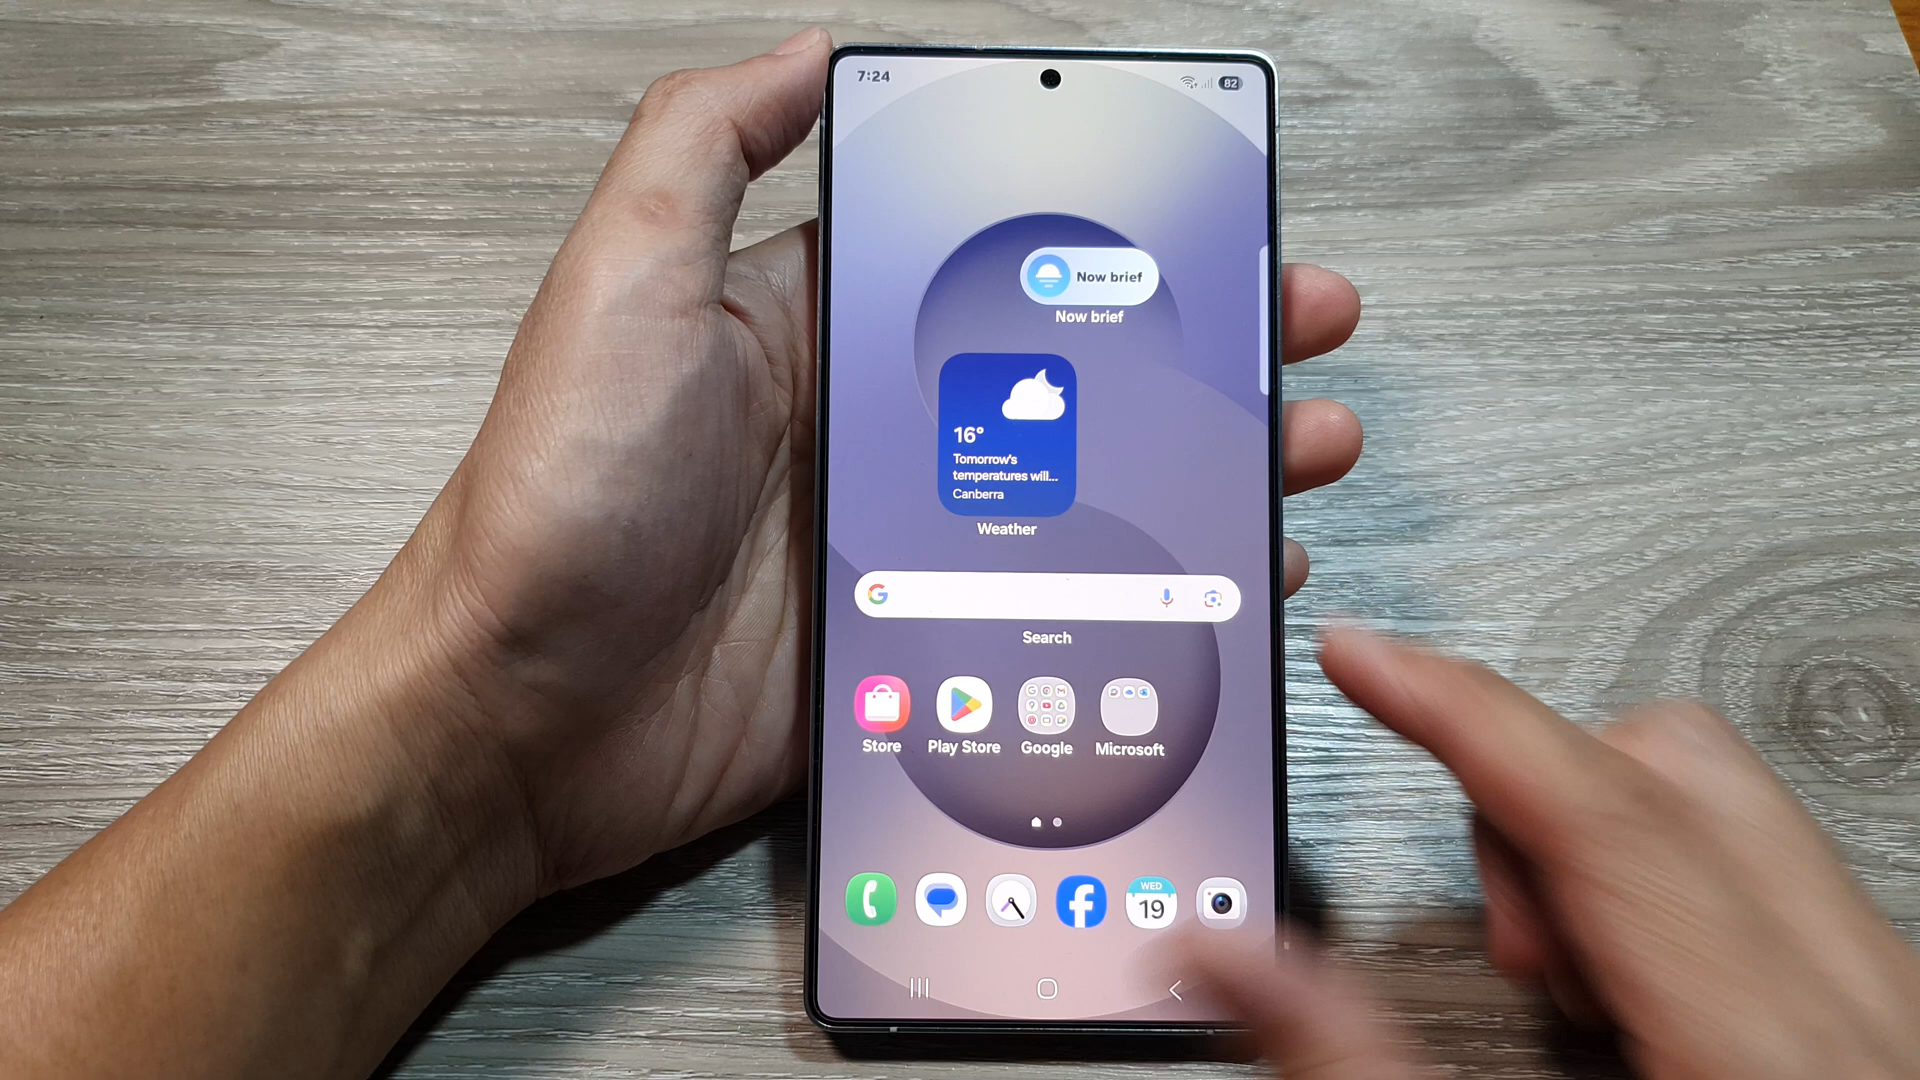 7:24
82
Now brief
Now brief
16°
Tomorrow's
temperatures will...
Canberra
Weather
G
Search
Store
Play Store
Google
Microsoft
WED
19